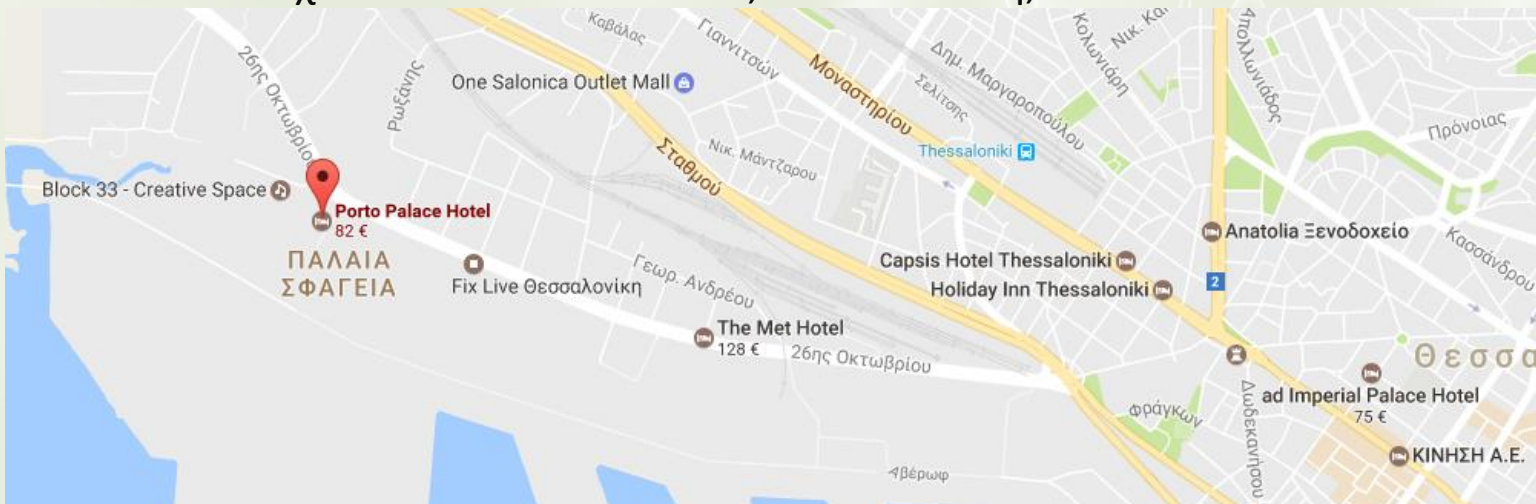 Καβάλας
Γιαννιτσών
Κολωνιάρη
Νικ.
Απολλωνιάδος
26ης Οκτωβρίο
Ρωξάνης
One Salonica Outlet Mall
Μοναστηρίου
Δημ. Μαργαροπούλου
Σελίτσης
Πρόνοιας
Σταθμού
Νικ. Μάντζαρου
Thessaloniki
Block 33 - Creative Space
Porto Palace Hotel
82 €
ΠΑΛΑΙΑ
ΣΦΑΓΕΙΑ
Fix Live Θεσσαλονίκη
Γεωρ. Ανδρέου
Anatolia Ξενοδοχείο
Κασσάνδρου
Capsis Hotel Thessaloniki
Holiday Inn Thessaloniki
2
The Met Hotel
128 €
26ης Οκτωβρίου
Θεσσα
ad Imperial Palace Hotel
75 €
Φράγκων
Δωδεκανήσου
ΚΙΝΗΣΗ Α.Ε.
Αβέρωφ